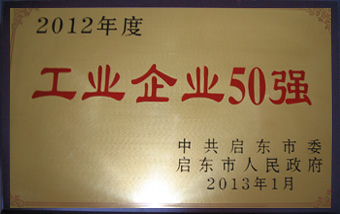 2012年度
工业企业50强
中共启东市委
启东市人民政府
2013年1月